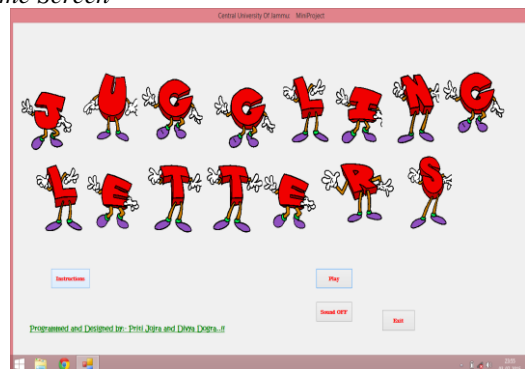 me Screen
Central University Of Jammu MiniProject
JUGGLING
LETTERS
Instructions
Play
Sound OFF
Exit
Programmed and Designed by:- Priti Jojra and Divya Dogra..!!